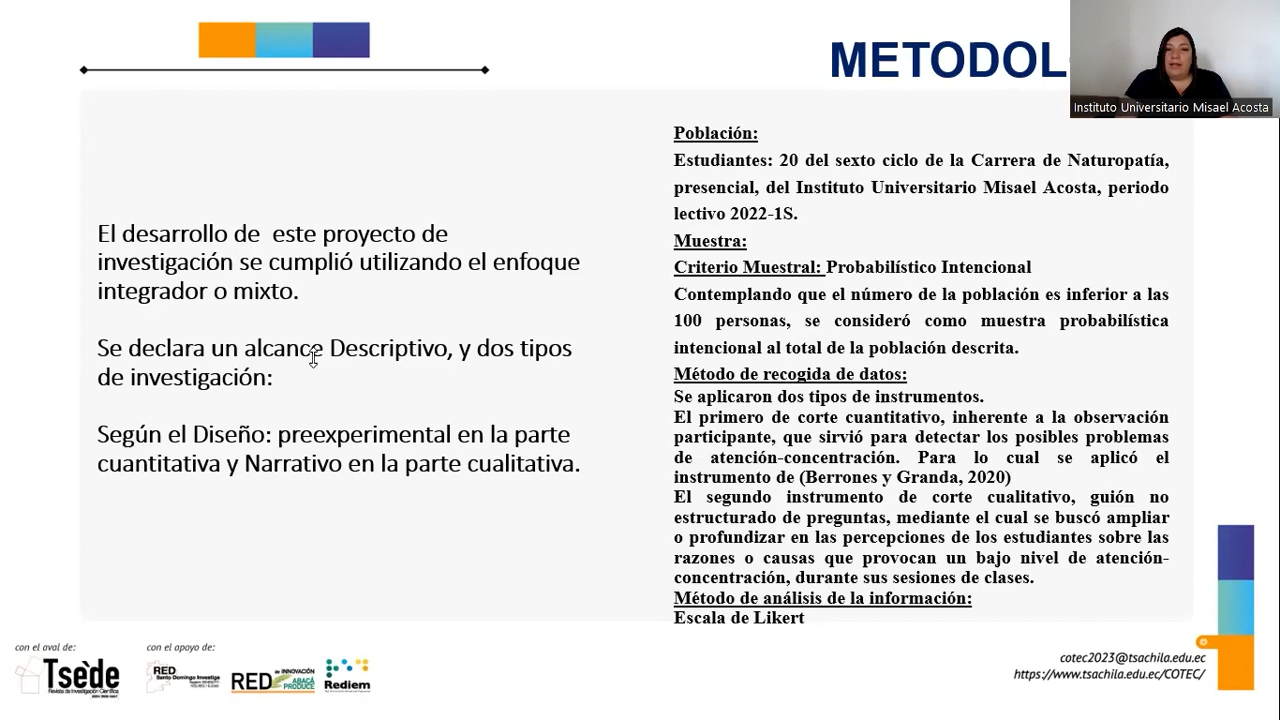 METODOL
Instituto Universitario Misael Acosta
El desarrollo de este proyecto de
investigación se cumplió utilizando el enfoque
integrador o mixto.
Se declara un alcance Descriptivo, y dos tipos
de investigación:
Según el Diseño: preexperimental en la parte
cuantitativa y Narrativo en la parte cualitativa.
Población:
Estudiantes: 20 del sexto ciclo de la Carrera de Naturopatía,
presencial, del Instituto Universitario Misael Acosta, periodo
lectivo 2022-1S.
Muestra:
Criterio Muestral: Probabilístico Intencional
Contemplando que el número de la población es inferior a las
100 personas, se consideró como muestra probabilística
intencional al total de la población descrita.
Método de recogida de datos:
Se aplicaron dos tipos de instrumentos.
El primero de corte cuantitativo, inherente a la observación
participante, que sirvió para detectar los posibles problemas
de atención-concentración. Para lo cual se aplicó el
instrumento de (Berrones y Granda, 2020)
El segundo instrumento de corte cualitativo, guión no
estructurado de preguntas, mediante el cual se buscó ampliar
o profundizar en las percepciones de los estudiantes sobre las
razones o causas que provocan un bajo nivel de atención-
concentración, durante sus sesiones de clases.
Método de análisis de la información:
Escala de Likert
con el aval de:
Tsède
Revista de Investigación Científica
con el apoyo de:
RED
Santo Domingo Investiga
RED de INNOVACIÓN
ABACÁ
PRODUCE
Rediem
cotec2023@tsachila.edu.ec
https://www.tsachila.edu.ec/COTEC/